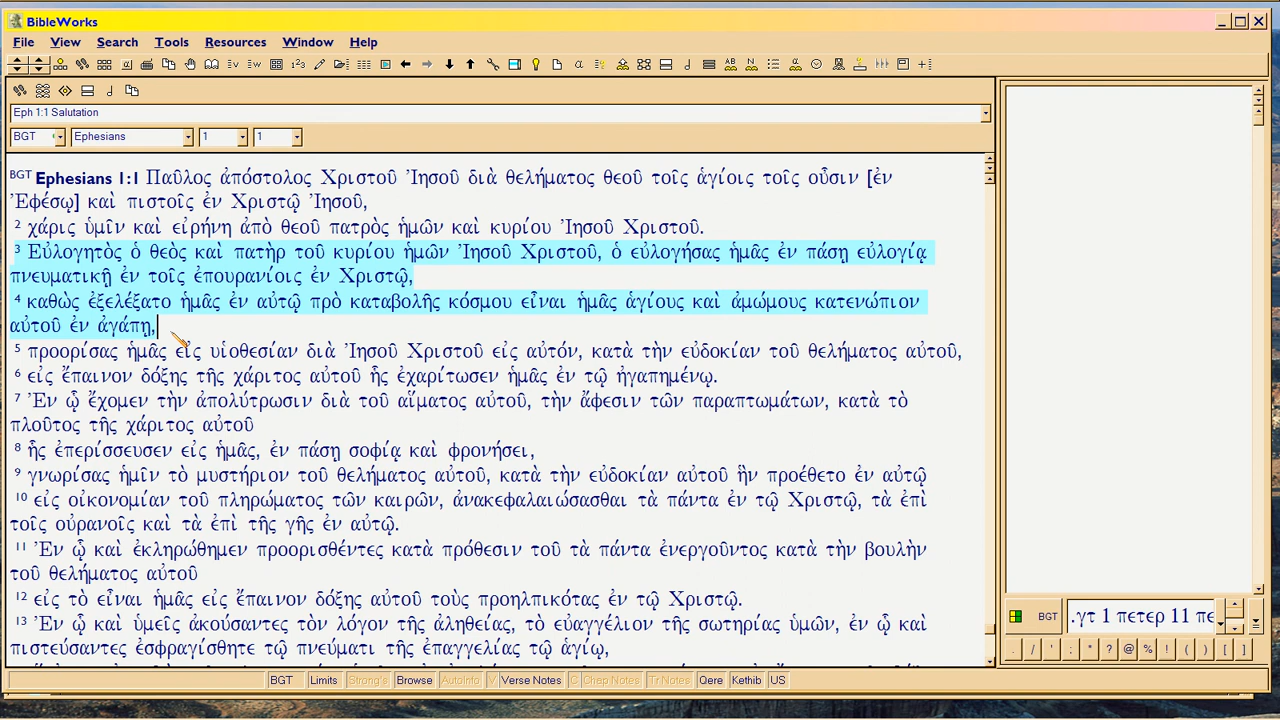 BibleWorks
File View Search Tools Resources Window Help
Eph 1:1 Salutation
BGT Ephesians 1 1
BGT Ephesians 1:1 Παῦλος ἀπόστολος Χριστοῦ Ἰησοῦ διὰ θελήματος θεοῦ τοῖς ἁγίοις τοῖς οὖσιν [ἐν
Ἐφέσῳ] καὶ πιστοῖς ἐν Χριστῷ Ἰησοῦ,
2 χάρις ὑμῖν καὶ εἰρήνη ἀπὸ θεοῦ πατρὸς ἡμῶν καὶ κυρίου Ἰησοῦ Χριστοῦ.
3 Εὐλογητὸς ὁ θεὸς καὶ πατὴρ τοῦ κυρίου ἡμῶν Ἰησοῦ Χριστοῦ, ὁ εὐλογήσας ἡμᾶς ἐν πάσῃ εὐλογίᾳ
πνευματικῇ ἐν τοῖς ἐπουρανίοις ἐν Χριστῷ,
4 καθὼς ἐξελέξατο ἡμᾶς ἐν αὐτῷ πρὸ καταβολῆς κόσμου εἶναι ἡμᾶς ἁγίους καὶ ἀμώμους κατενώπιον
αὐτοῦ ἐν ἀγάπῃ,
5 προορίσας ἡμᾶς εἰς υἱοθεσίαν διὰ Ἰησοῦ Χριστοῦ εἰς αὐτόν, κατὰ τὴν εὐδοκίαν τοῦ θελήματος αὐτοῦ,
6 εἰς ἔπαινον δόξης τῆς χάριτος αὐτοῦ ἧς ἐχαρίτωσεν ἡμᾶς ἐν τῷ ἠγαπημένῳ.
7 Ἐν ᾧ ἔχομεν τὴν ἀπολύτρωσιν διὰ τοῦ αἵματος αὐτοῦ, τὴν ἄφεσιν τῶν παραπτωμάτων, κατὰ τὸ
πλοῦτος τῆς χάριτος αὐτοῦ
8 ἧς ἐπερίσσευσεν εἰς ἡμᾶς, ἐν πάσῃ σοφίᾳ καὶ φρονήσει,
9 γνωρίσας ἡμῖν τὸ μυστήριον τοῦ θελήματος αὐτοῦ, κατὰ τὴν εὐδοκίαν αὐτοῦ ἣν προέθετο ἐν αὐτῷ
10 εἰς οἰκονομίαν τοῦ πληρώματος τῶν καιρῶν, ἀνακεφαλαιώσασθαι τὰ πάντα ἐν τῷ Χριστῷ, τὰ ἐπὶ
τοῖς οὐρανοῖς καὶ τὰ ἐπὶ τῆς γῆς ἐν αὐτῷ.
11 Ἐν ᾧ καὶ ἐκληρώθημεν προορισθέντες κατὰ πρόθεσιν τοῦ τὰ πάντα ἐνεργοῦντος κατὰ τὴν βουλὴν
τοῦ θελήματος αὐτοῦ
12 εἰς τὸ εἶναι ἡμᾶς εἰς ἔπαινον δόξης αὐτοῦ τοὺς προηλπικότας ἐν τῷ Χριστῷ.
13 Ἐν ᾧ καὶ ὑμεῖς ἀκούσαντες τὸν λόγον τῆς ἀληθείας, τὸ εὐαγγέλιον τῆς σωτηρίας ὑμῶν, ἐν ᾧ καὶ
πιστεύσαντες ἐσφραγίσθητε τῷ πνεύματι τῆς ἐπαγγελίας τῷ ἁγίῳ,
BGT .γτ 1 πετερ 11 πε
. / ' ; * ? @ % ! ( ) [ ]
BGT Limits Strong's Browse AutoInfo V Verse Notes C Chep Notes Tr Notes Qere Kethib US